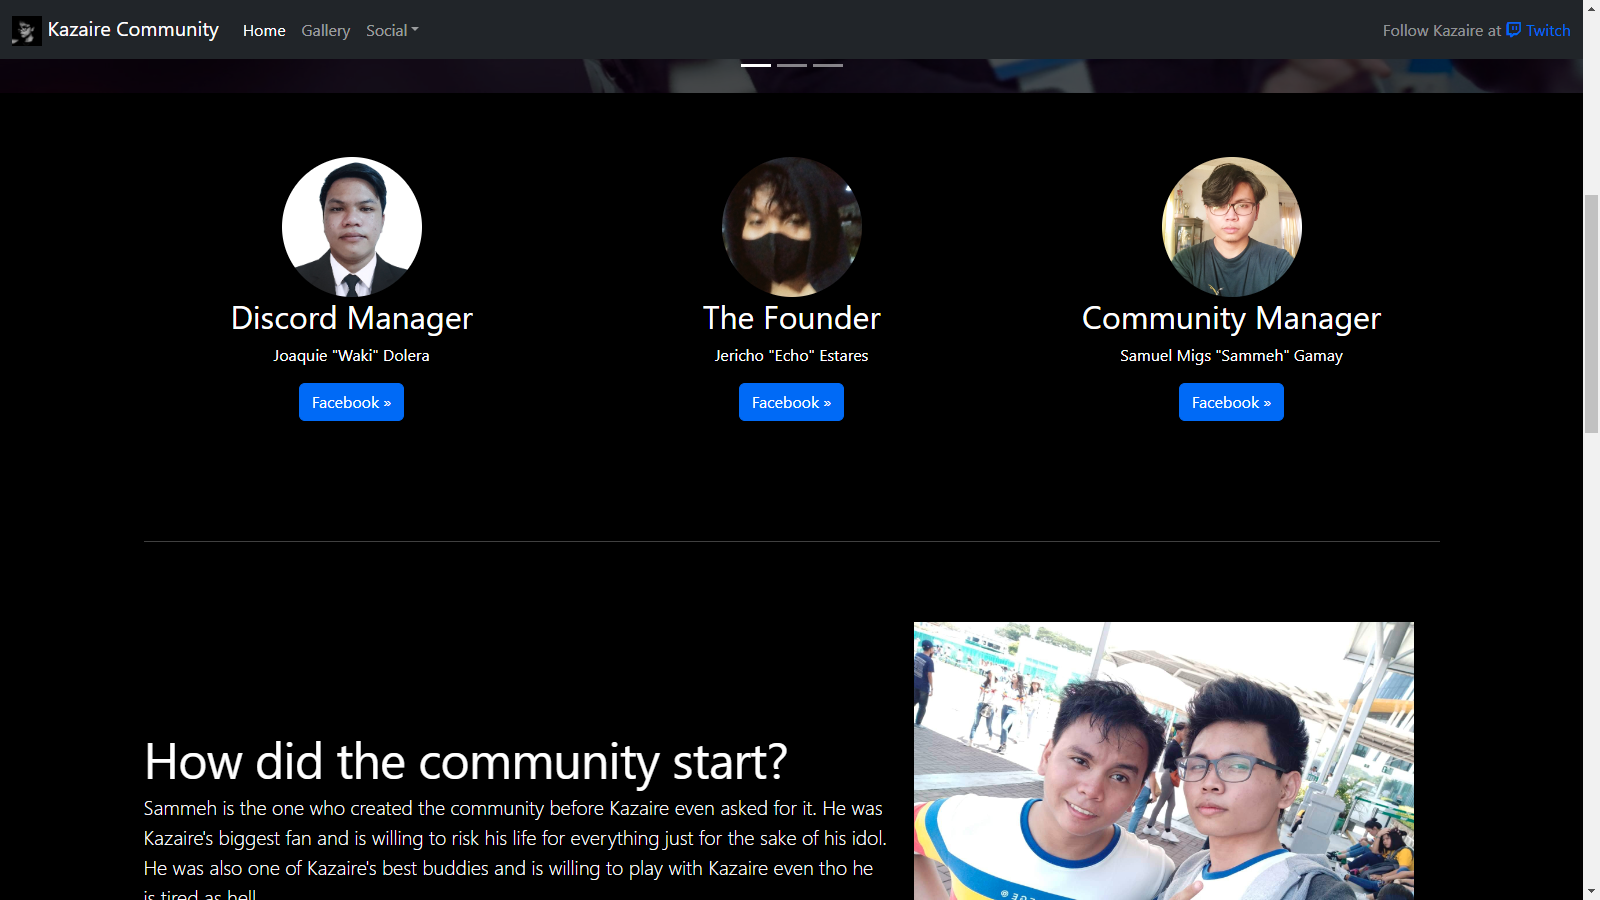 Kazaire Community Home Gallery Social Follow Kazaire at Twitch
Discord Manager
Joaquie "Waki" Dolera
Facebook »
The Founder
Jericho "Echo" Estares
Facebook »
Community Manager
Samuel Migs "Sammeh" Gamay
Facebook »
How did the community start?
Sammeh is the one who created the community before Kazaire even asked for it. He was
Kazaire's biggest fan and is willing to risk his life for everything just for the sake of his idol.
He was also one of Kazaire's best buddies and is willing to play with Kazaire even tho he
is tired as hell